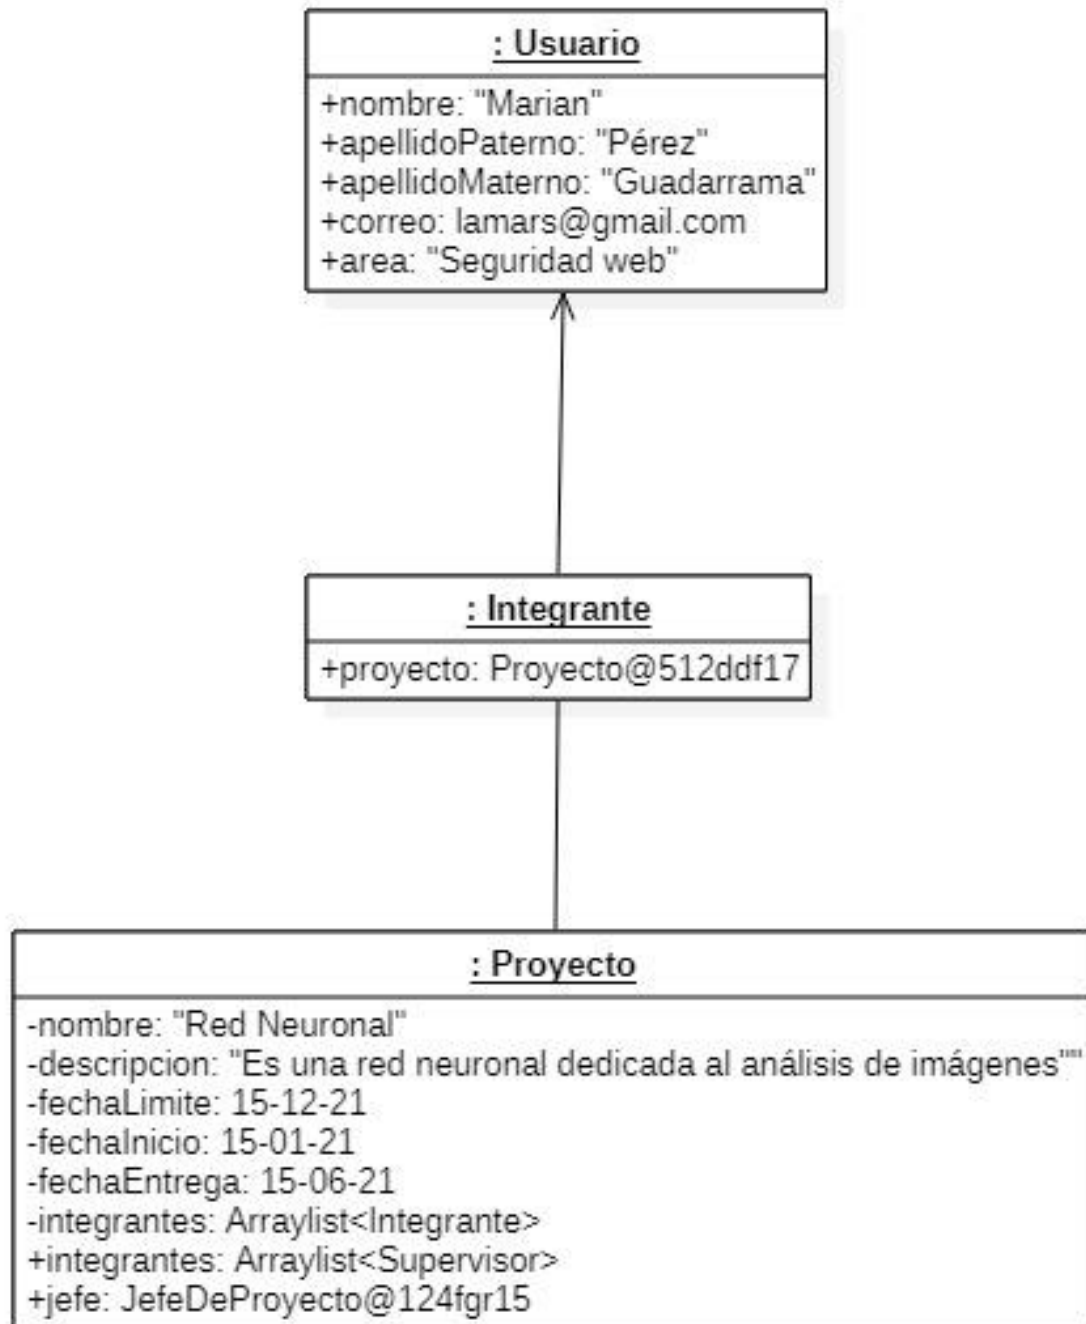 : Usuario
+nombre: "Marian"
+apellidoPaterno: "Pérez"
+apellidoMaterno: "Guadarrama"
+correo: lamars@gmail.com
+area: "Seguridad web"
: Integrante
+proyecto: Proyecto@512ddf17
: Proyecto
-nombre: "Red Neuronal"
-descripcion: "Es una red neuronal dedicada al análisis de imágenes""
-fechaLimite: 15-12-21
-fechaInicio: 15-01-21
-fechaEntrega: 15-06-21
-integrantes: Arraylist<Integrante>
+integrantes: Arraylist<Supervisor>
+jefe: JefeDeProyecto@124fgr15